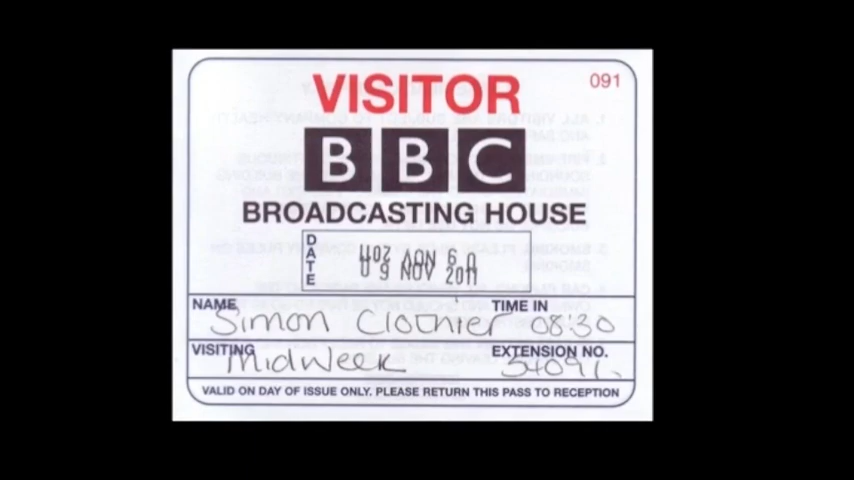 091
VISITOR
BBC
BROADCASTING HOUSE
DATE
09 NOV 2011
NAME Simon Clothier TIME IN 08:30
VISITING Midweek EXTENSION NO.
VALID ON DAY OF ISSUE ONLY. PLEASE RETURN THIS PASS TO RECEPTION